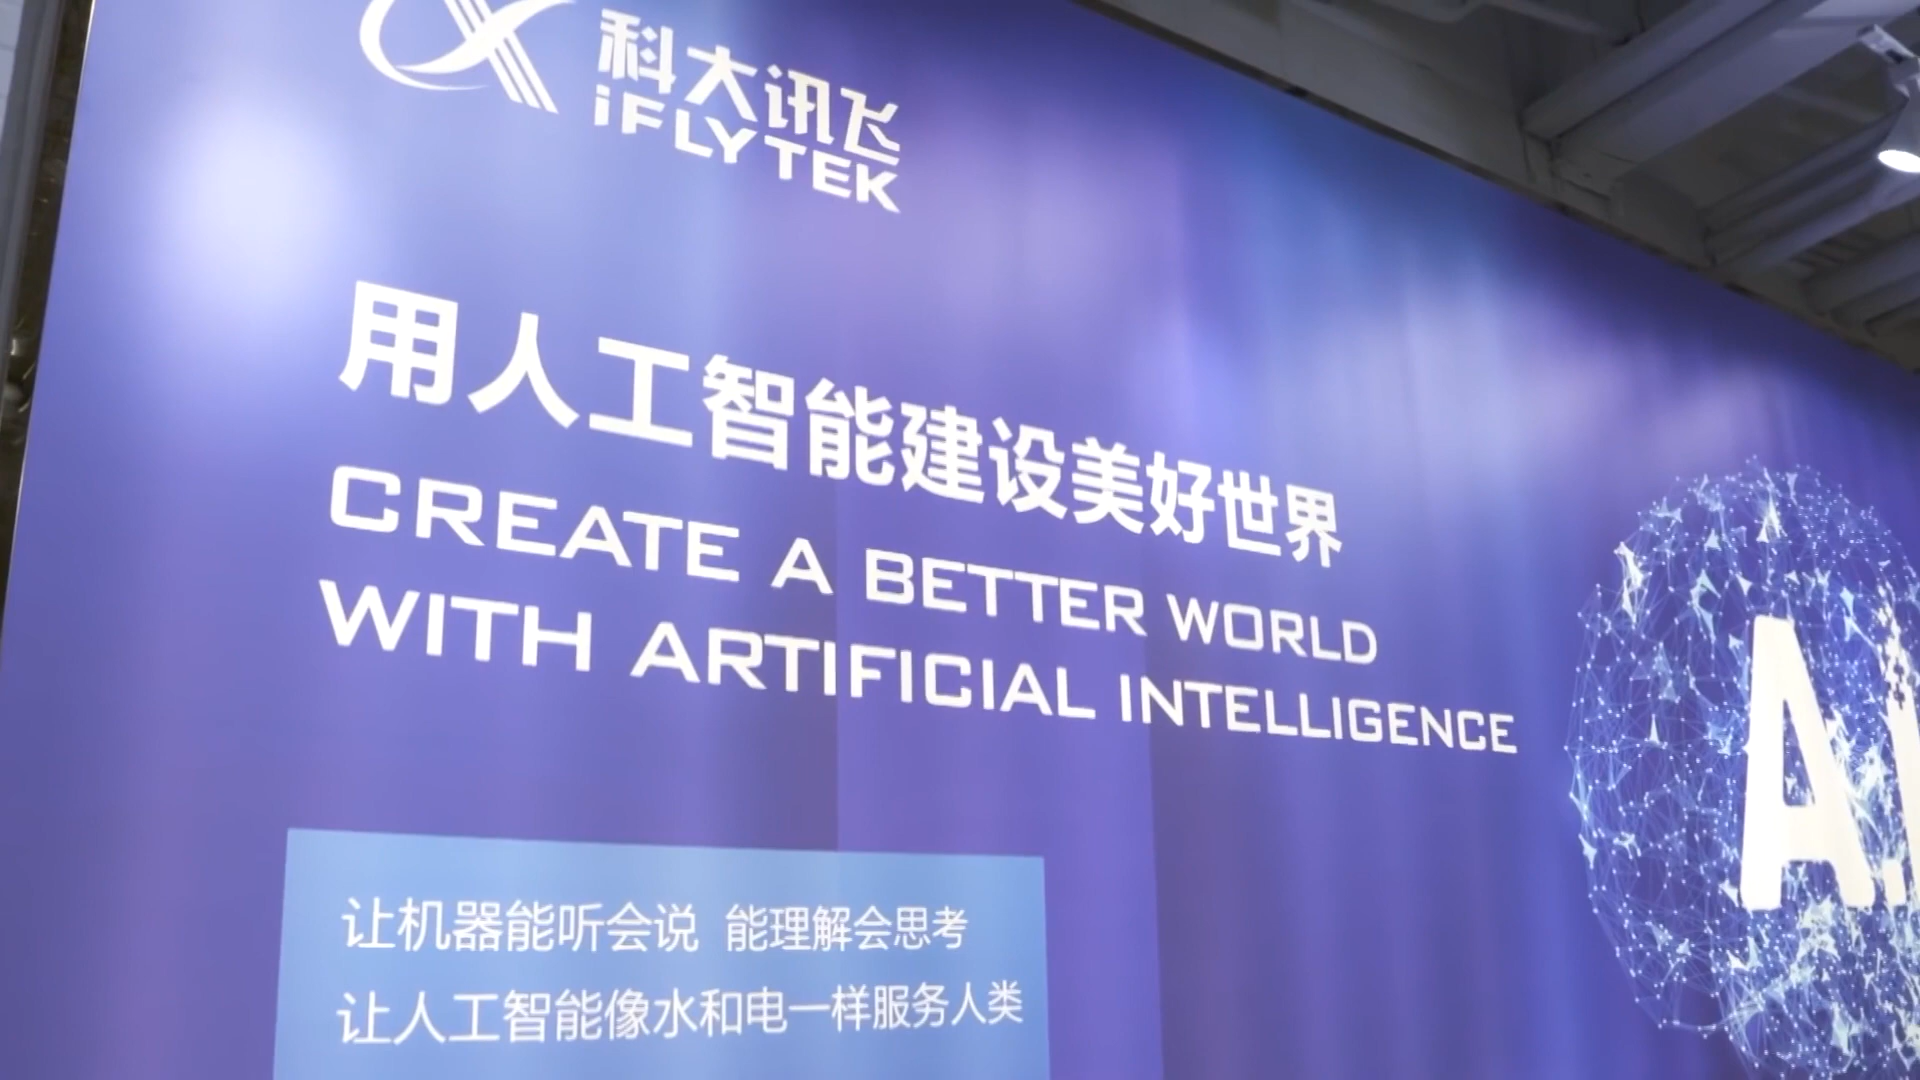 科大讯飞
iFLYTEK
用人工智能建设美好世界
CREATE A BETTER WORLD
WITH ARTIFICIAL INTELLIGENCE
A.I
让机器能听会说 能理解会思考
让人工智能像水和电一样服务人类